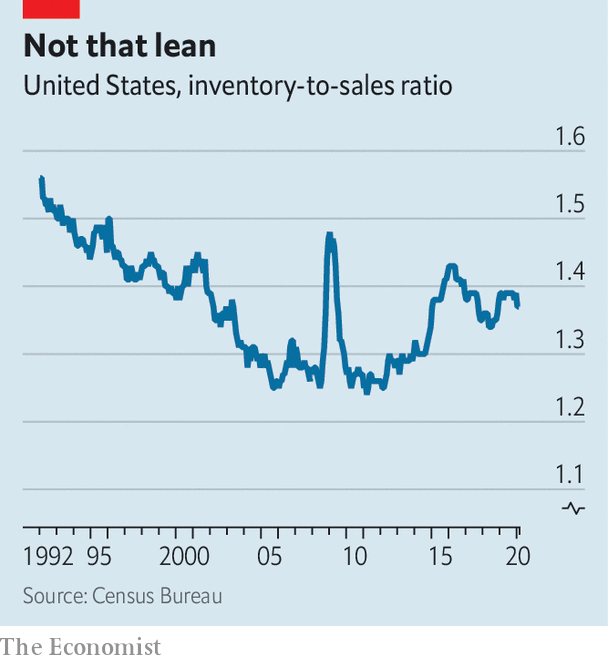 Not that lean
United States, inventory-to-sales ratio
1.6
1.5
1.4
1.3
1.2
1.1
1992 95 2000 05 10 15 20
Source: Census Bureau
The Economist